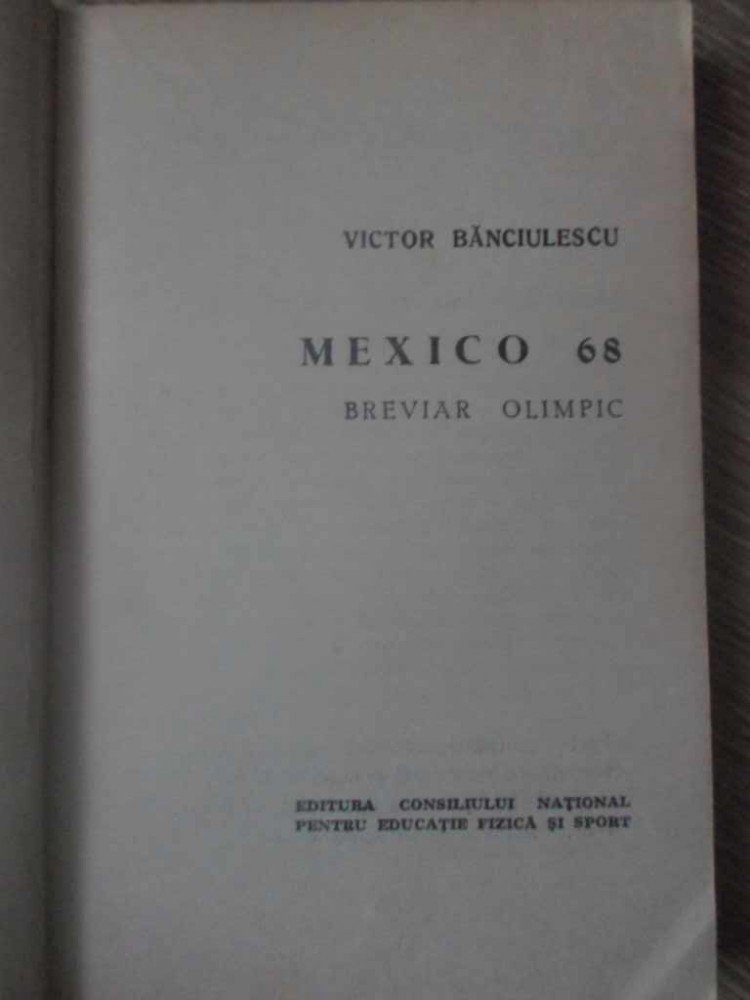 VICTOR BĂNCIULESCU
MEXICO 68
BREVIAR OLIMPIC
EDITURA CONSILIULUI NAȚIONAL
PENTRU EDUCAȚIE FIZICĂ ȘI SPORT